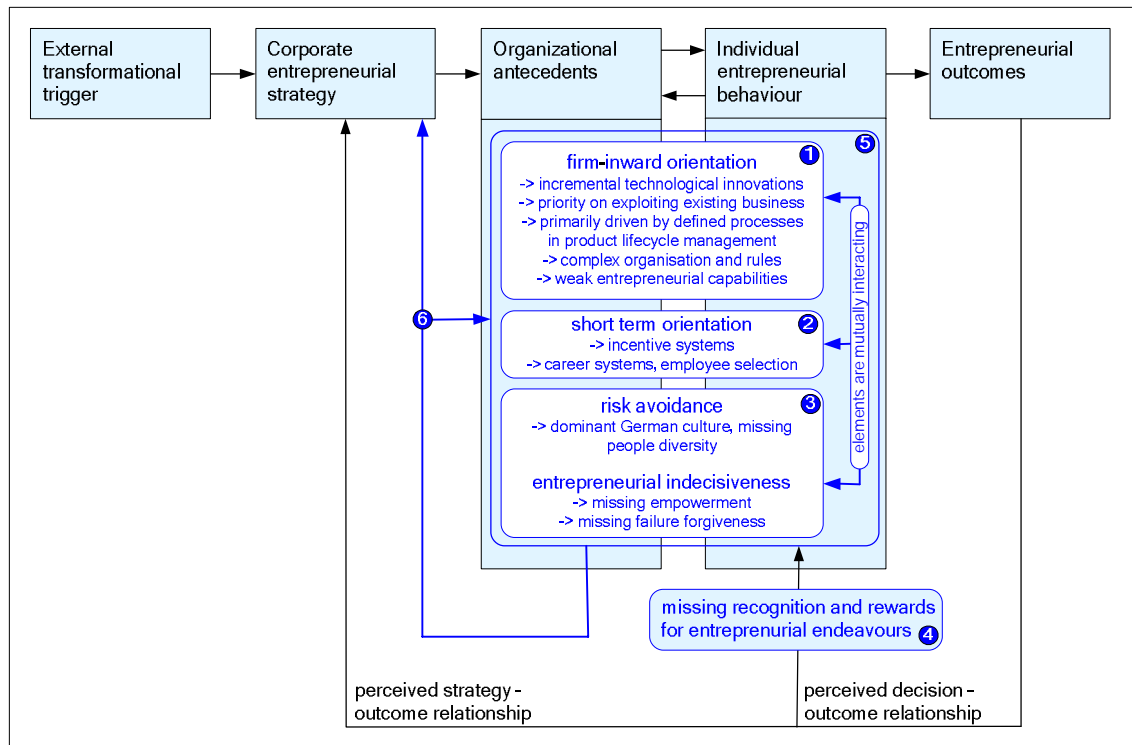 External
transformational
trigger
Corporate
entrepreneurial
strategy
Organizational
antecedents
Individual
entrepreneurial
behaviour
Entrepreneurial
outcomes
5
1
firm-inward orientation
-> incremental technological innovations
-> priority on exploiting existing business
-> primarily driven by defined processes
in product lifecycle management
-> complex organisation and rules
-> weak entrepreneurial capabilities
6
2
short term orientation
-> incentive systems
-> career systems, employee selection
3
risk avoidance
-> dominant German culture, missing
people diversity
entrepreneurial indecisiveness
-> missing empowerment
-> missing failure forgiveness
elements are mutually interacting
missing recognition and rewards
for entreprenurial endeavours 4
perceived strategy -
outcome relationship
perceived decision -
outcome relationship